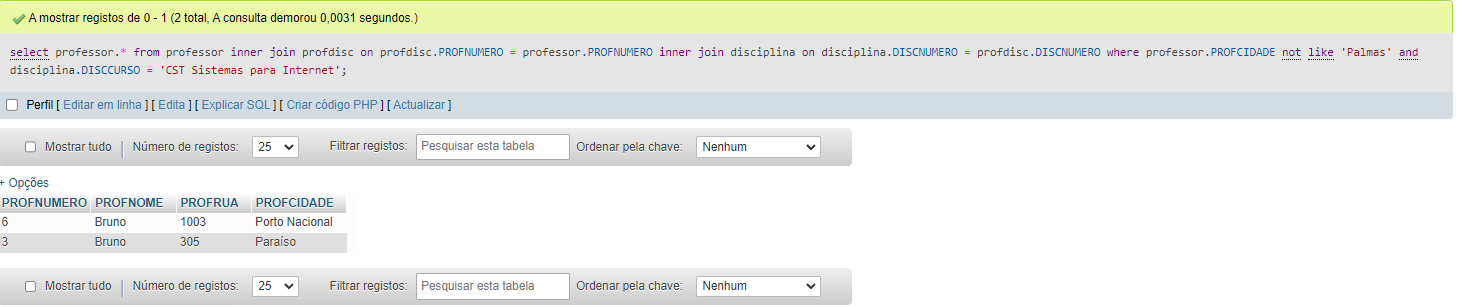 A mostrar registos de 0 - 1 (2 total, A consulta demorou 0,0031 segundos.)
select professor.* from professor inner join profdisc on profdisc.PROFNUMERO = professor.PROFNUMERO inner join disciplina on disciplina.DISCNUMERO = profdisc.DISCNUMERO where professor.PROFCIDADE not like 'Palmas' and
disciplina.DISCCURSO = 'CST Sistemas para Internet';
Perfil [ Editar em linha ] [ Edita ] [ Explicar SQL ] [ Criar código PHP ] [ Actualizar ]
Mostrar tudo | Número de registos: 25 Filtrar registos: Pesquisar esta tabela Ordenar pela chave: Nenhum
+ Opções
PROFNUMERO PROFNOME PROFRUA PROFCIDADE
6 Bruno 1003 Porto Nacional
3 Bruno 305 Paraíso
Mostrar tudo | Número de registos: 25 Filtrar registos: Pesquisar esta tabela Ordenar pela chave: Nenhum